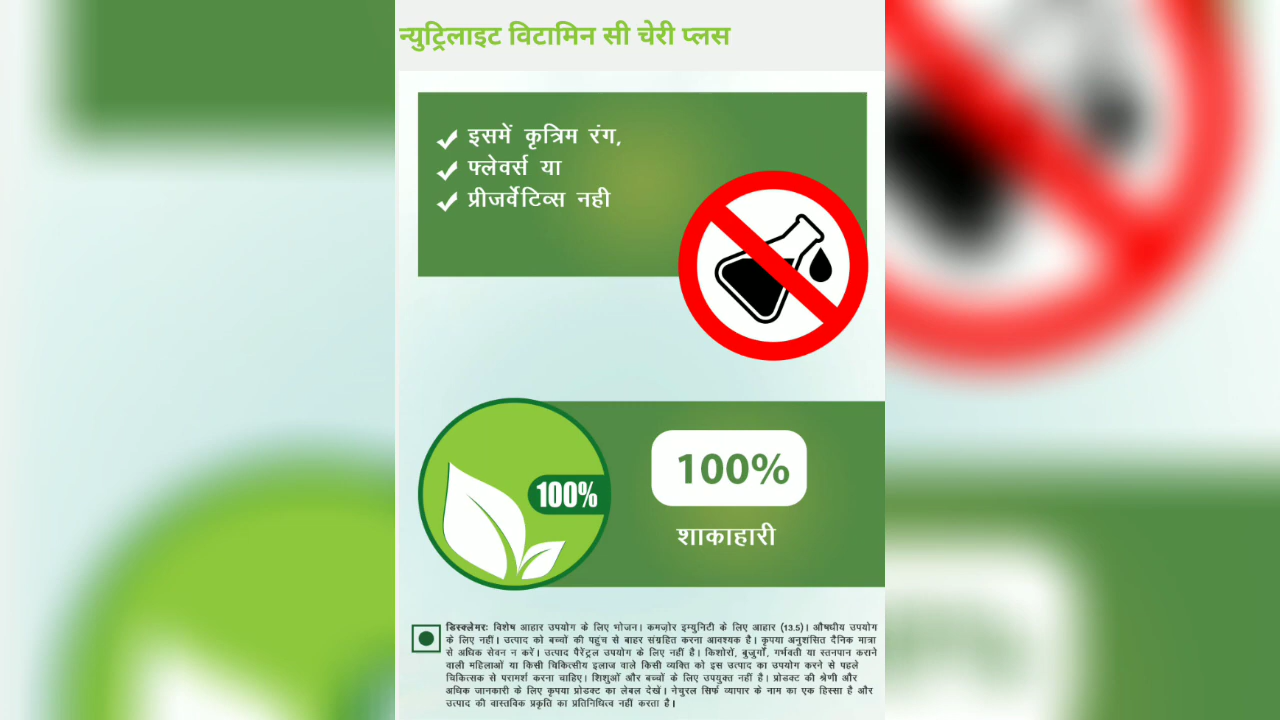 न्युट्रिलाइट विटामिन सी चेरी प्लस
इसमें कृत्रिम रंग,
फ्लेवर्स या
प्रीजर्वेटिव्स नही
100%
100%
शाकाहारी
डिस्क्लेमरः विशेष आहार उपयोग के लिए भोजन। कमज़ोर इम्युनिटी के लिए आहार (13.5)। औषधीय उपयोग
के लिए नहीं। उत्पाद को बच्चों की पहुंच से बाहर संग्रहित करना आवश्यक है। कृपया अनुशंसित दैनिक मात्रा
से अधिक सेवन न करें। उत्पाद पैरेंट्रल उपयोग के लिए नहीं है। किशोरों, बुजुर्गों, गर्भवती या स्तनपान कराने
वाली महिलाओं या किसी चिकित्सीय इलाज वाले किसी व्यक्ति को इस उत्पाद का उपयोग करने से पहले
चिकित्सक से परामर्श करना चाहिए। शिशुओं और बच्चों के लिए उपयुक्त नहीं है। प्रोडक्ट की श्रेणी और
अधिक जानकारी के लिए कृपया प्रोडक्ट का लेबल देखें। नेचुरल सिर्फ व्यापार के नाम का एक हिस्सा है और
उत्पाद की वास्तविक प्रकृति का प्रतिनिधित्व नहीं करता है।